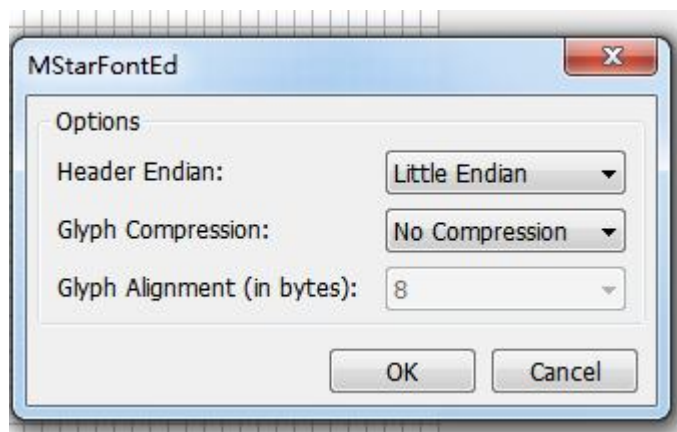 MStarFontEd
Options
Header Endian: Little Endian
Glyph Compression: No Compression
Glyph Alignment (in bytes): 8
OK Cancel